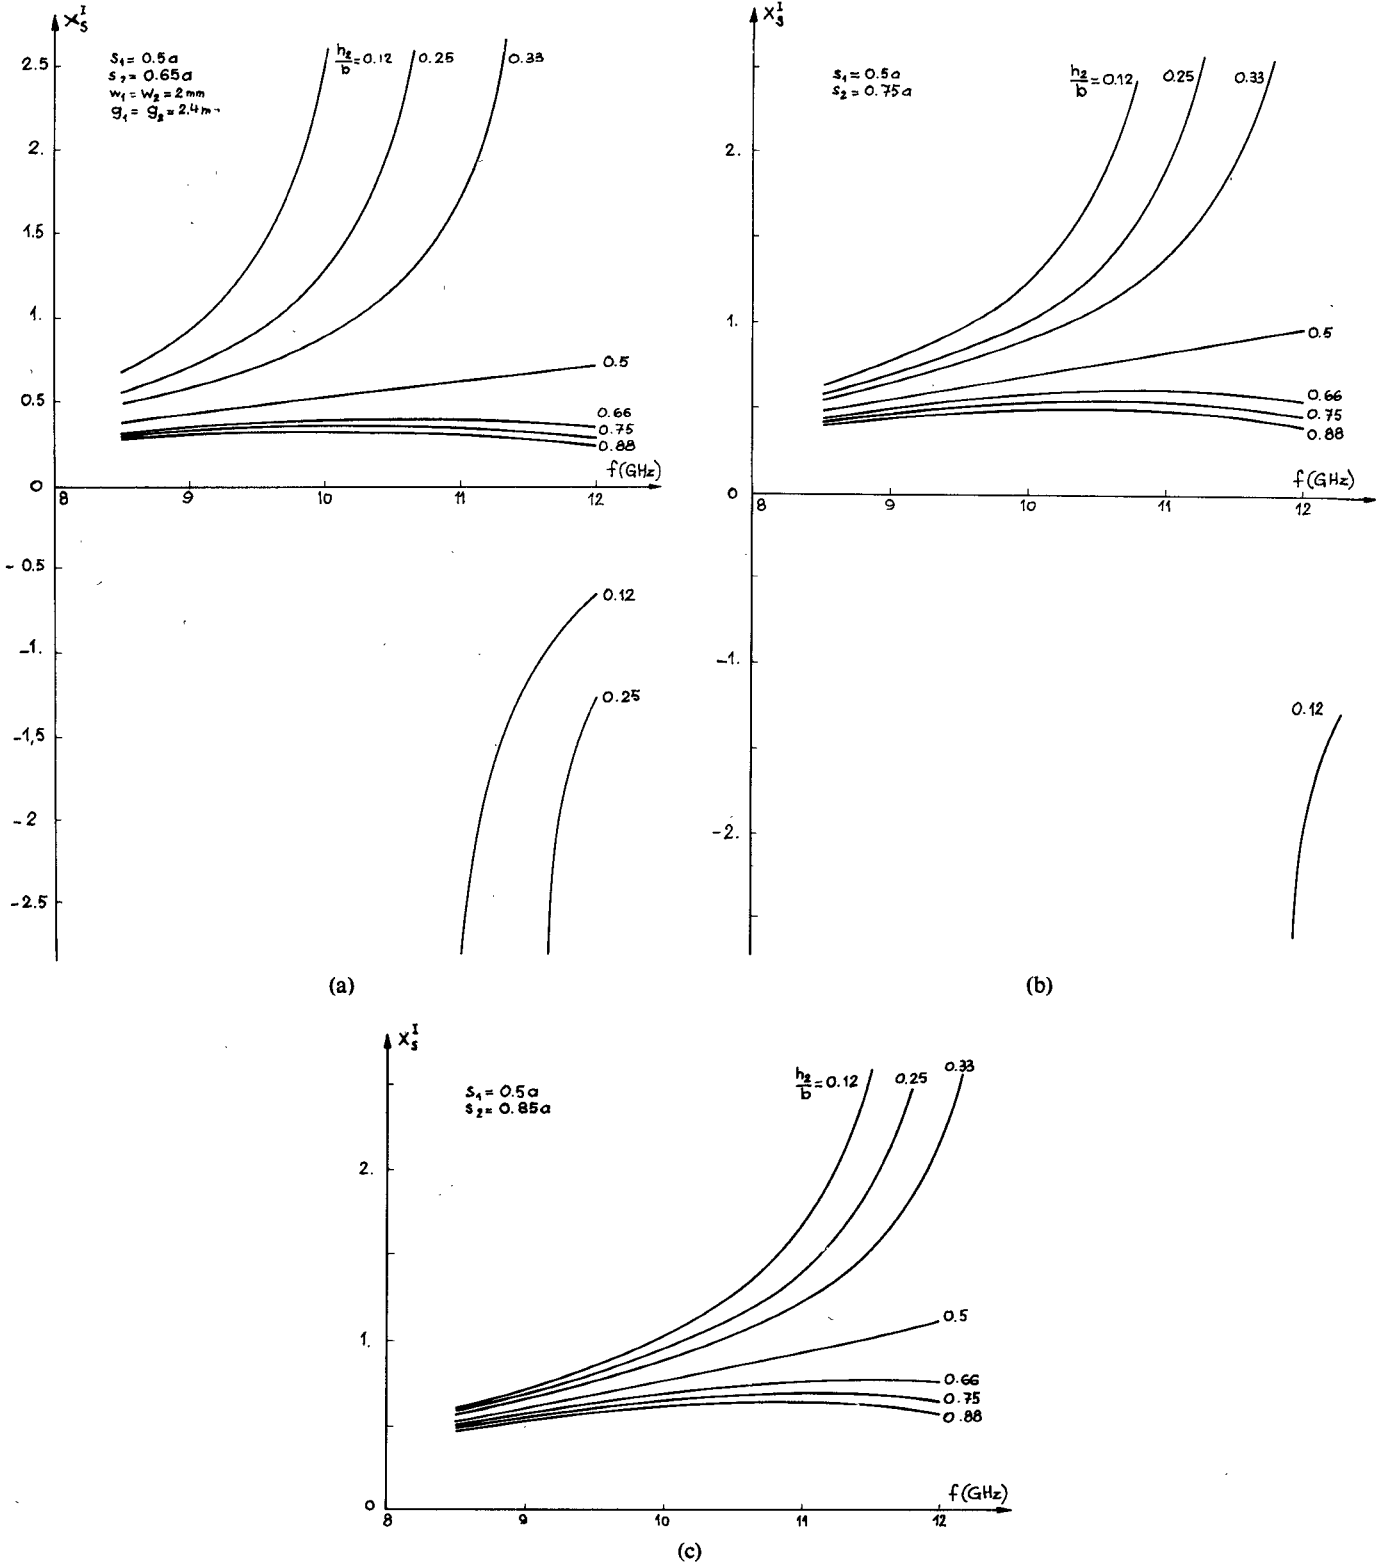 X_S^I
2.5
s₁ = 0.5a
s₂ = 0.65a
w₁ = w₂ = 2mm
g₁ = g₂ = 2.4m
h₂/b = 0.12
0.25
0.33
2.
1.5
1.
0.5
0.5
0.66
0.75
0.88
f(GHz)
0
8
9
10
11
12
- 0.5
0.12
-1.
0.25
-1,5
-2
-2.5
(a)
X_S^I
s₁ = 0.5a
s₂ = 0.75a
h₂/b = 0.12
0.25
0.33
2.
1.
0.5
0.66
0.75
0.88
f(GHz)
0
8
9
10
11
12
-1.
0.12
-2.
(b)
X_S^I
s₁ = 0.5a
s₂ = 0.85a
h₂/b = 0.12
0.25
0.33
2.
1.
0.5
0.66
0.75
0.88
f(GHz)
0
8
9
10
11
12
(c)